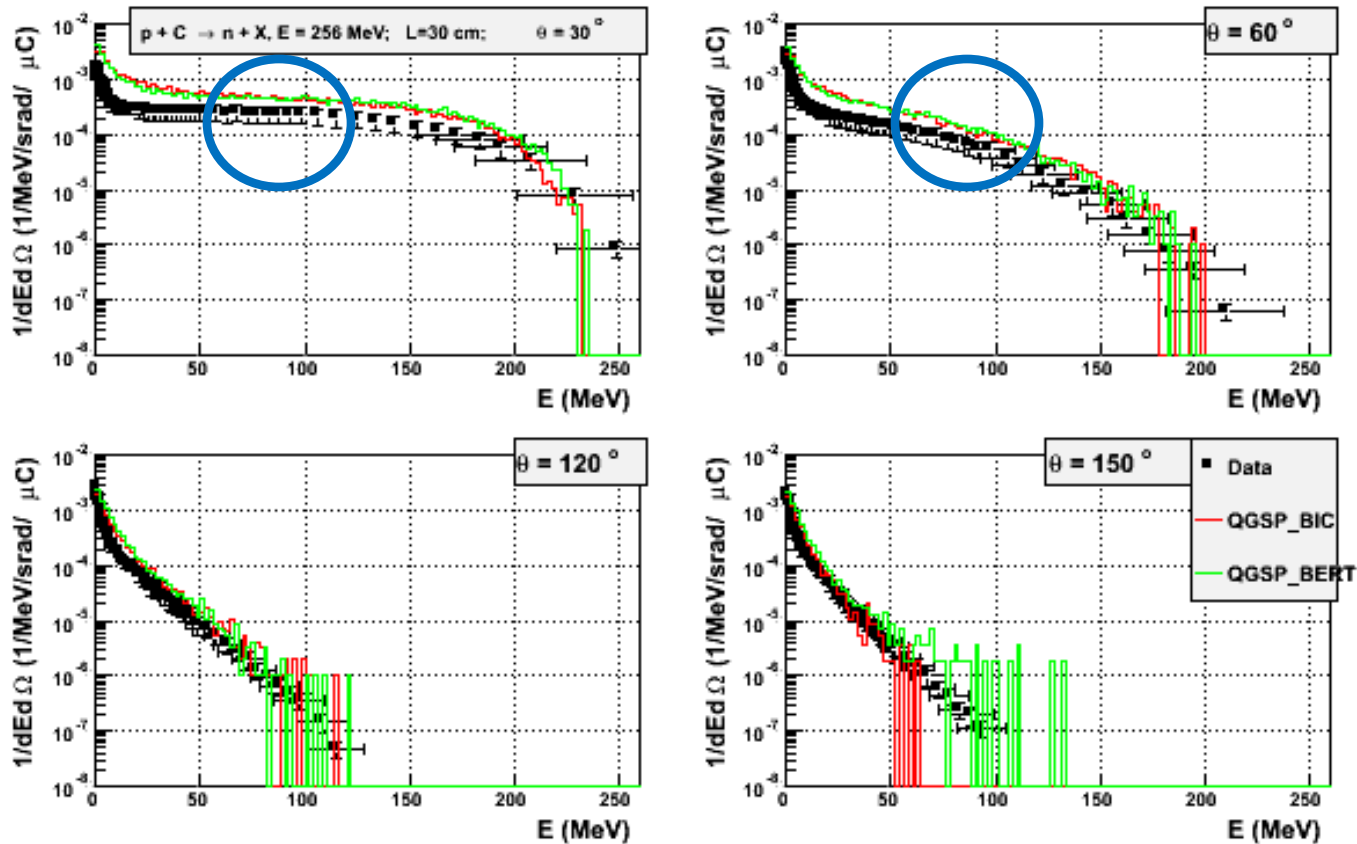 p + C → n + X, E = 256 MeV; L=30 cm; θ = 30°
1/dEdΩ (1/MeV/srad/ μC)
10⁻²
10⁻³
10⁻⁴
10⁻⁵
10⁻⁶
10⁻⁷
10⁻⁸
0 50 100 150 200 250
E (MeV)
θ = 60°
1/dEdΩ (1/MeV/srad/ μC)
10⁻²
10⁻³
10⁻⁴
10⁻⁵
10⁻⁶
10⁻⁷
10⁻⁸
0 50 100 150 200 250
E (MeV)
θ = 120°
1/dEdΩ (1/MeV/srad/ μC)
10⁻²
10⁻³
10⁻⁴
10⁻⁵
10⁻⁶
10⁻⁷
10⁻⁸
0 50 100 150 200 250
E (MeV)
θ = 150°
Data
QGSP_BIC
QGSP_BERT
1/dEdΩ (1/MeV/srad/ μC)
10⁻²
10⁻³
10⁻⁴
10⁻⁵
10⁻⁶
10⁻⁷
10⁻⁸
0 50 100 150 200 250
E (MeV)